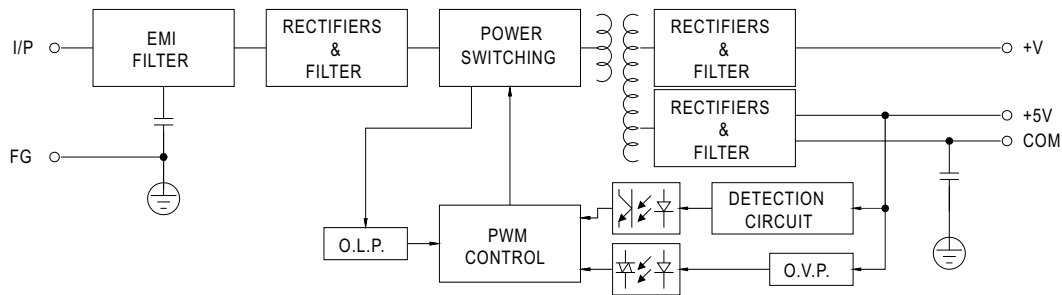 I/P
EMI
FILTER
RECTIFIERS
&
FILTER
POWER
SWITCHING
RECTIFIERS
&
FILTER
+V
RECTIFIERS
&
FILTER
+5V
COM
FG
DETECTION
CIRCUIT
O.L.P.
PWM
CONTROL
O.V.P.